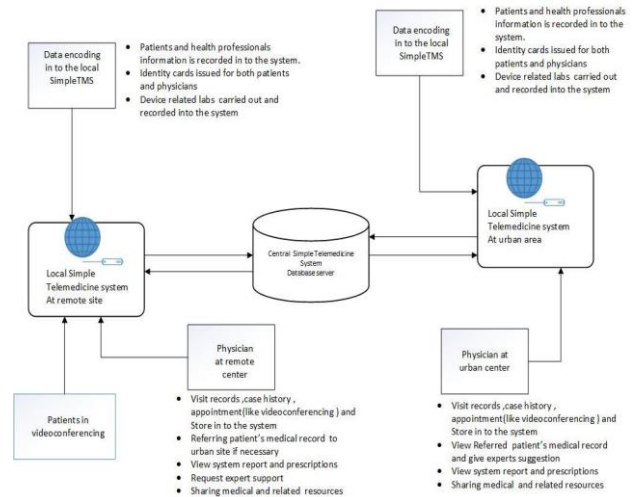 Data encoding
in to the local
SimpleTMS
• Patients and health professionals
information is recorded in to the system.
• Identity cards issued for both patients
and physicians
• Device related labs carried out and
recorded into the system
Data encoding
in to the local
SimpleTMS
• Patients and health professionals
information is recorded in to the
system.
• Identity cards issued for both
patients and physicians
• Device related labs carried out
and recorded into the system
Local Simple
Telemedicine system
At remote site
Central Simple Telemedicine
System
Database server
Local Simple
Telemedicine system
At urban area
Patients in
videoconferencing
Physician
at remote
center
• Visit records ,case history ,
appointment(like videoconferencing ) and
Store in to the system
• Referring patient's medical record to
urban site if necessary
• View system report and prescriptions
• Request expert support
• Sharing medical and related resources
Physician at
urban center
• Visit records ,case history ,
appointment(like videoconferencing ) and
Store in to the system
• View Referred patient's medical record
and give experts suggestion
• View system report and prescriptions
• Sharing medical and related resources